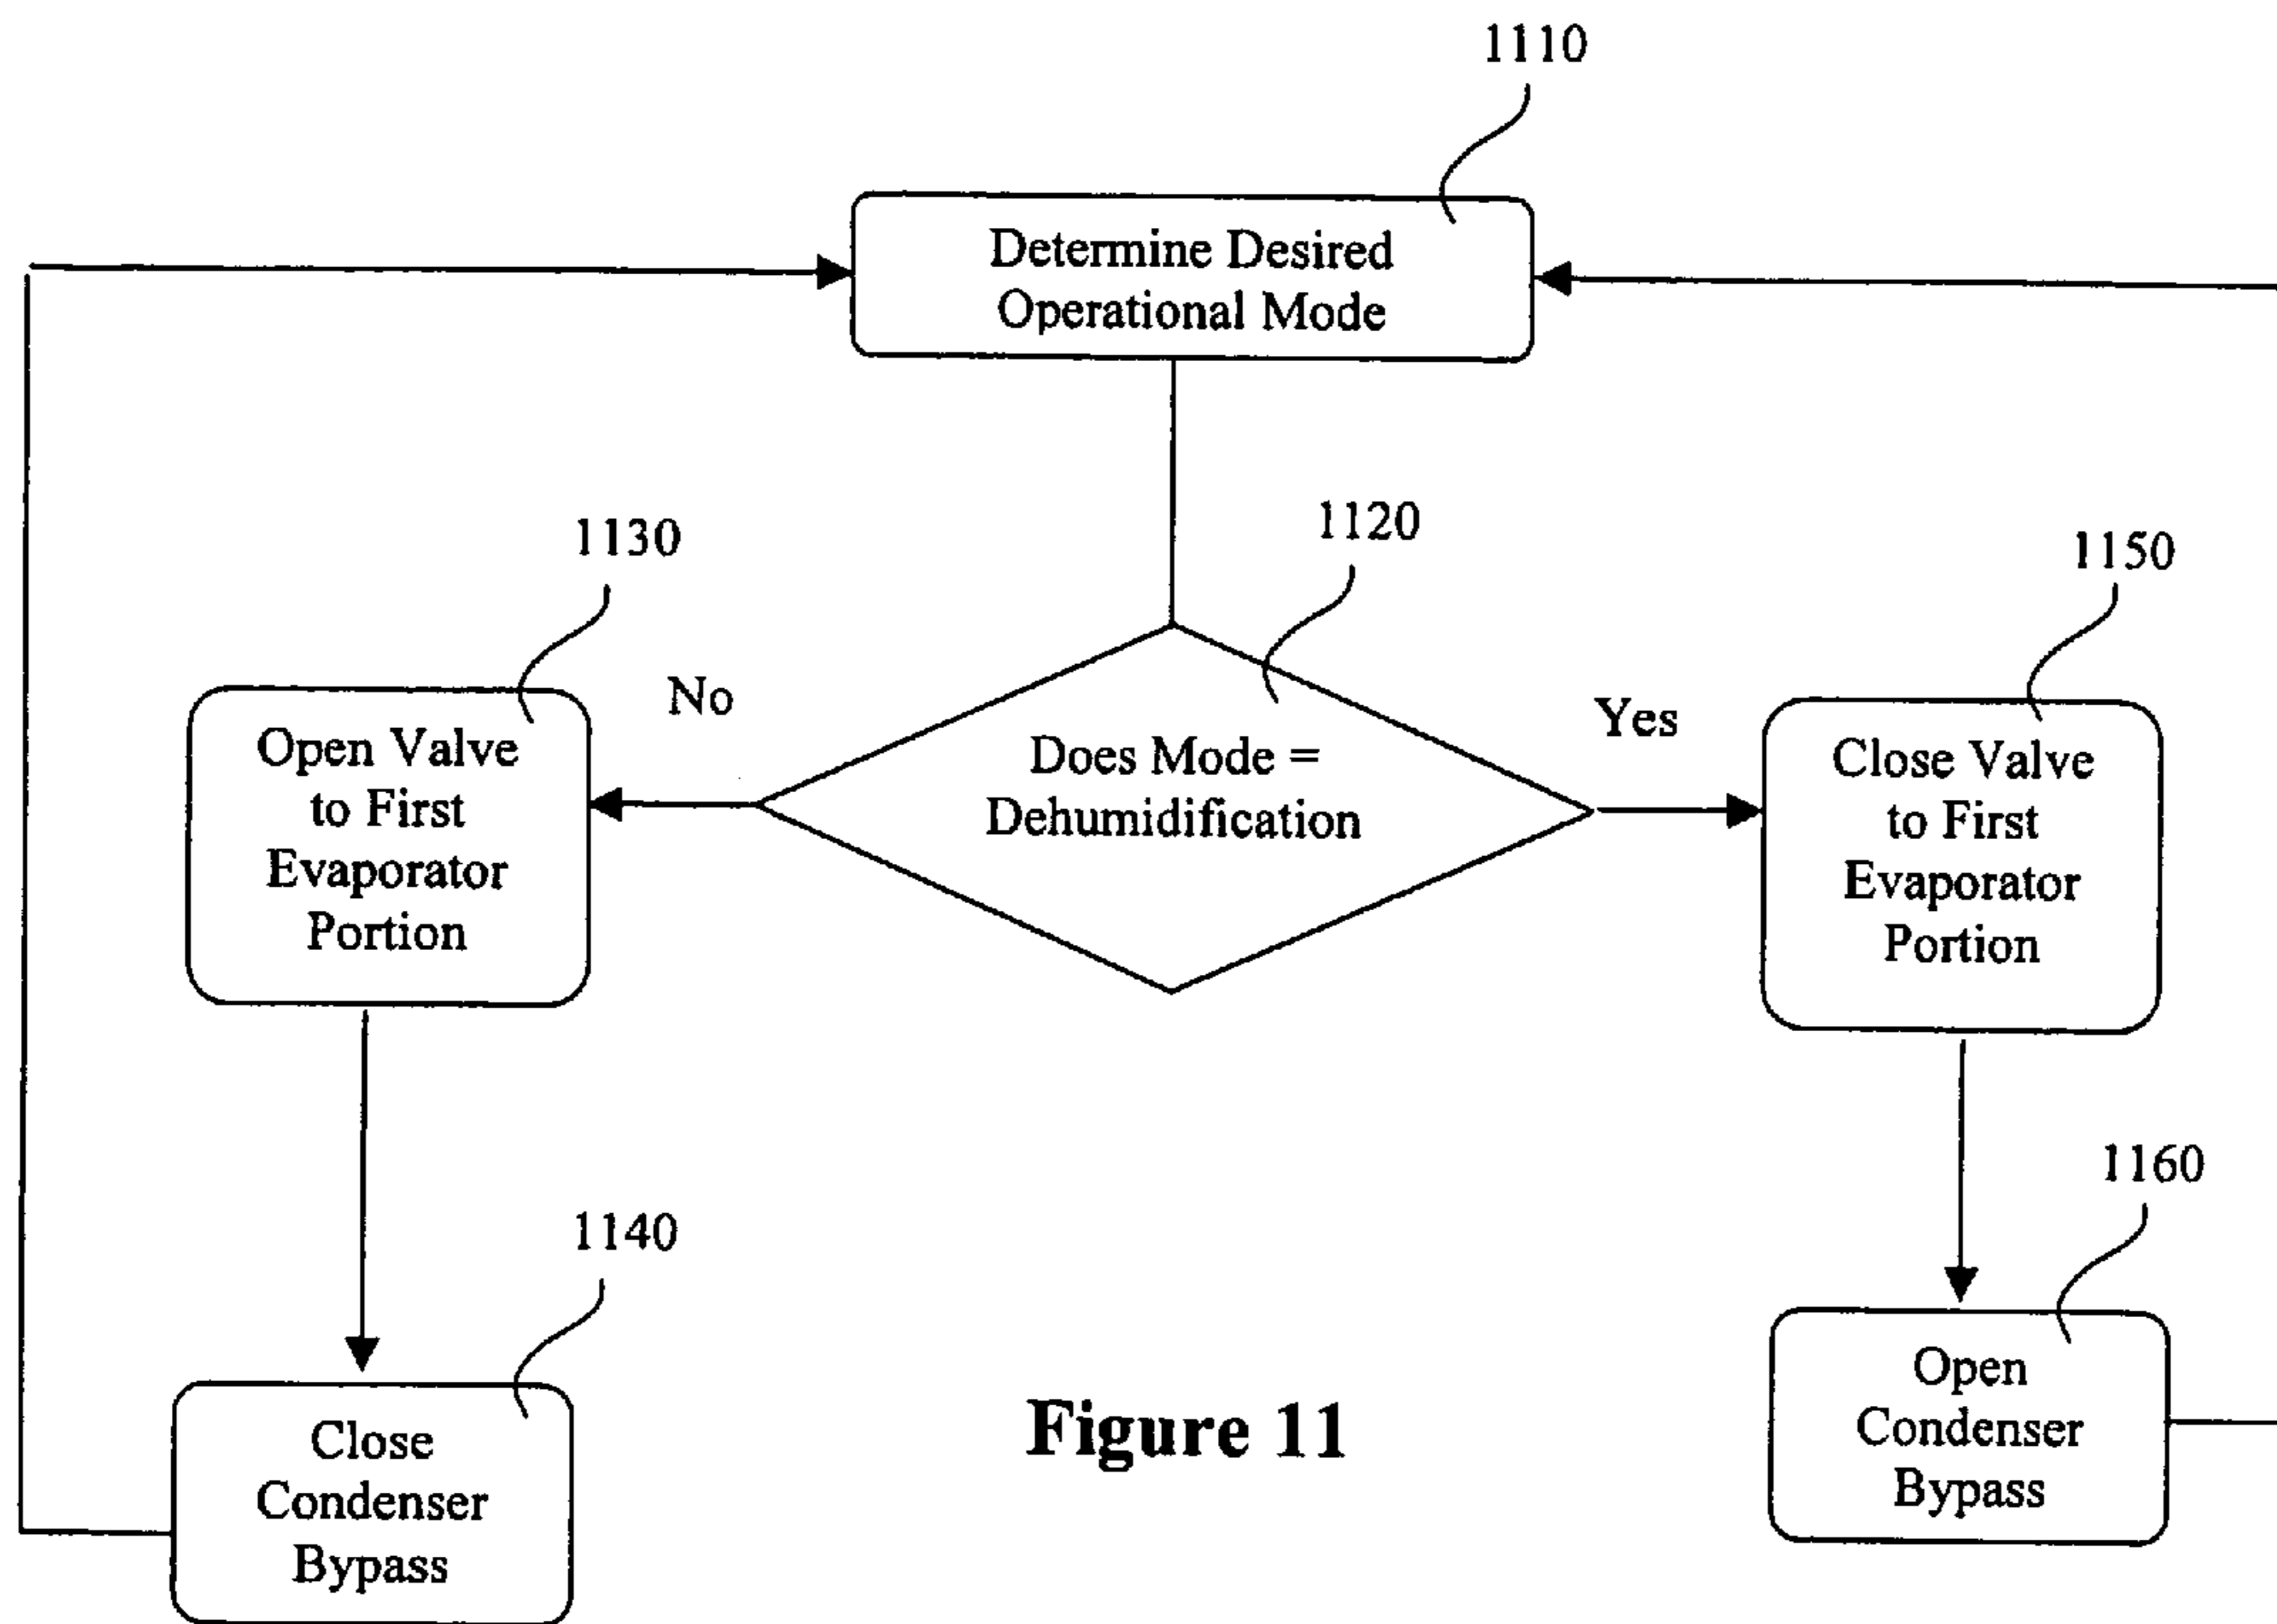 1110
Determine Desired
Operational Mode
1120
Does Mode =
Dehumidification
No
Yes
1130
Open Valve
to First
Evaporator
Portion
1140
Close
Condenser
Bypass
1150
Close Valve
to First
Evaporator
Portion
1160
Open
Condenser
Bypass
Figure 11